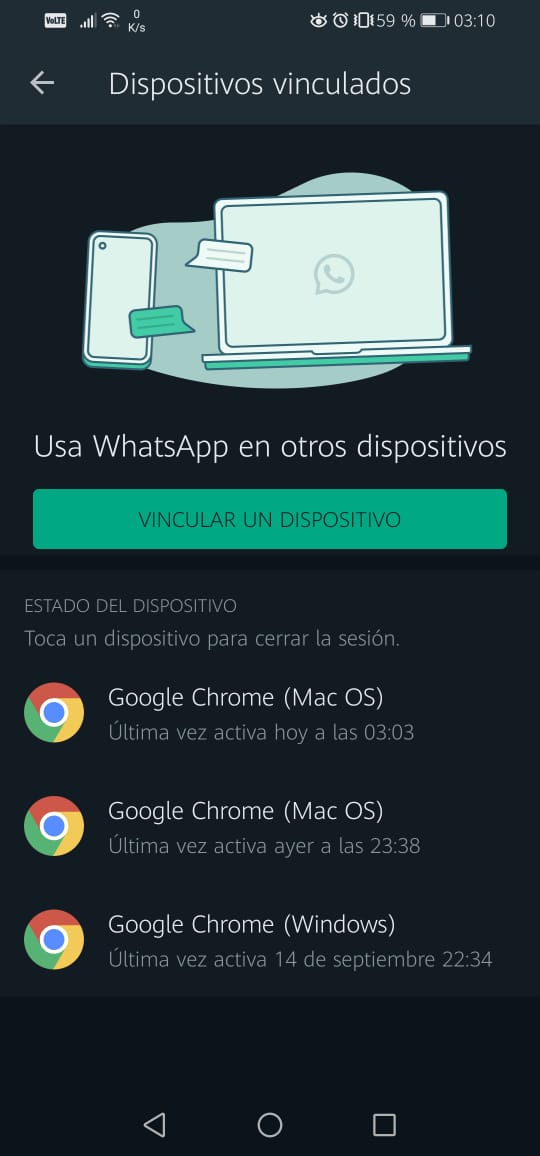 VoLTE 0 K/s 59 % 03:10
Dispositivos vinculados
Usa WhatsApp en otros dispositivos
VINCULAR UN DISPOSITIVO
ESTADO DEL DISPOSITIVO
Toca un dispositivo para cerrar la sesión.
Google Chrome (Mac OS)
Última vez activa hoy a las 03:03
Google Chrome (Mac OS)
Última vez activa ayer a las 23:38
Google Chrome (Windows)
Última vez activa 14 de septiembre 22:34